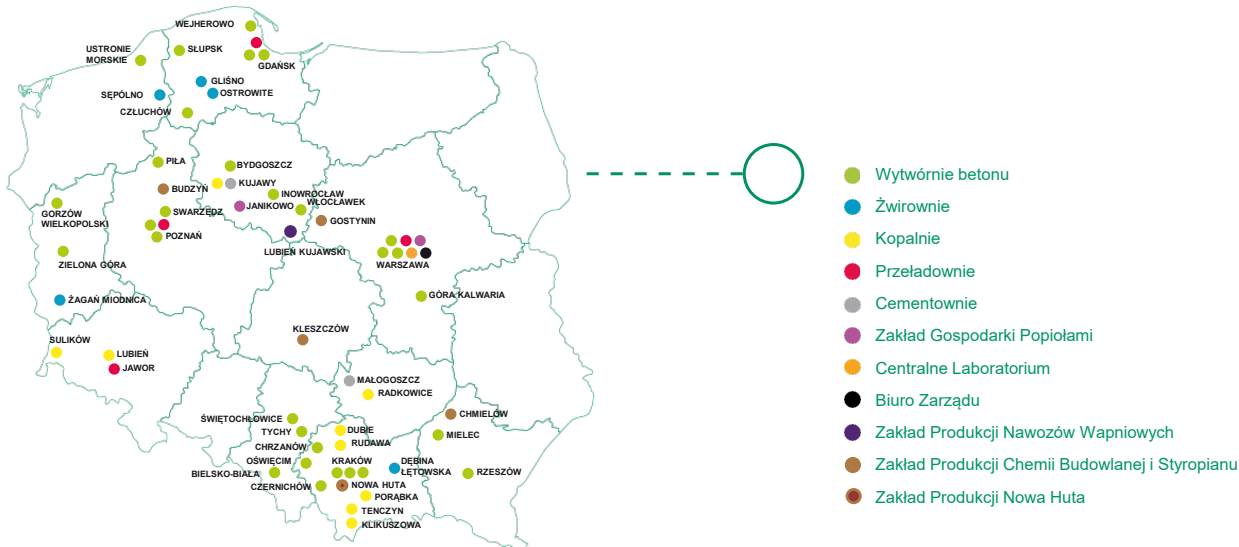 WEJHEROWO
USTRONIE
MORSKIE
SŁUPSK
GDAŃSK
GLIŚNO
SĘPÓLNO
OSTROWITE
CZŁUCHÓW
PIŁA
BYDGOSZCZ
BUDZYŃ
KUJAWY
INOWROCŁAW
WŁOCŁAWEK
JANIKOWO
GORZÓW
WIELKOPOLSKI
SWARZĘDZ
GOSTYNIN
POZNAŃ
LUBIEŃ KUJAWSKI
WARSZAWA
ZIELONA GÓRA
ŻAGAŃ MIODNICA
GÓRA KALWARIA
KLESZCZÓW
SULIKÓW
LUBIEŃ
JAWOR
MAŁOGOSZCZ
RADKOWICE
ŚWIĘTOCHŁOWICE
CHMIELÓW
TYCHY
DUBIE
MIELEC
CHRZANÓW
RUDAWA
OŚWIĘCIM
KRAKÓW
DĘBINA
ŁĘTOWSKA
BIELSKO-BIAŁA
RZESZÓW
CZERNICHÓW
NOWA HUTA
PORĄBKA
TENCZYN
KLIKUSZOWA
Wytwórnie betonu
Żwirownie
Kopalnie
Przeładownie
Cementownie
Zakład Gospodarki Popiołami
Centralne Laboratorium
Biuro Zarządu
Zakład Produkcji Nawozów Wapniowych
Zakład Produkcji Chemii Budowlanej i Styropianu
Zakład Produkcji Nowa Huta